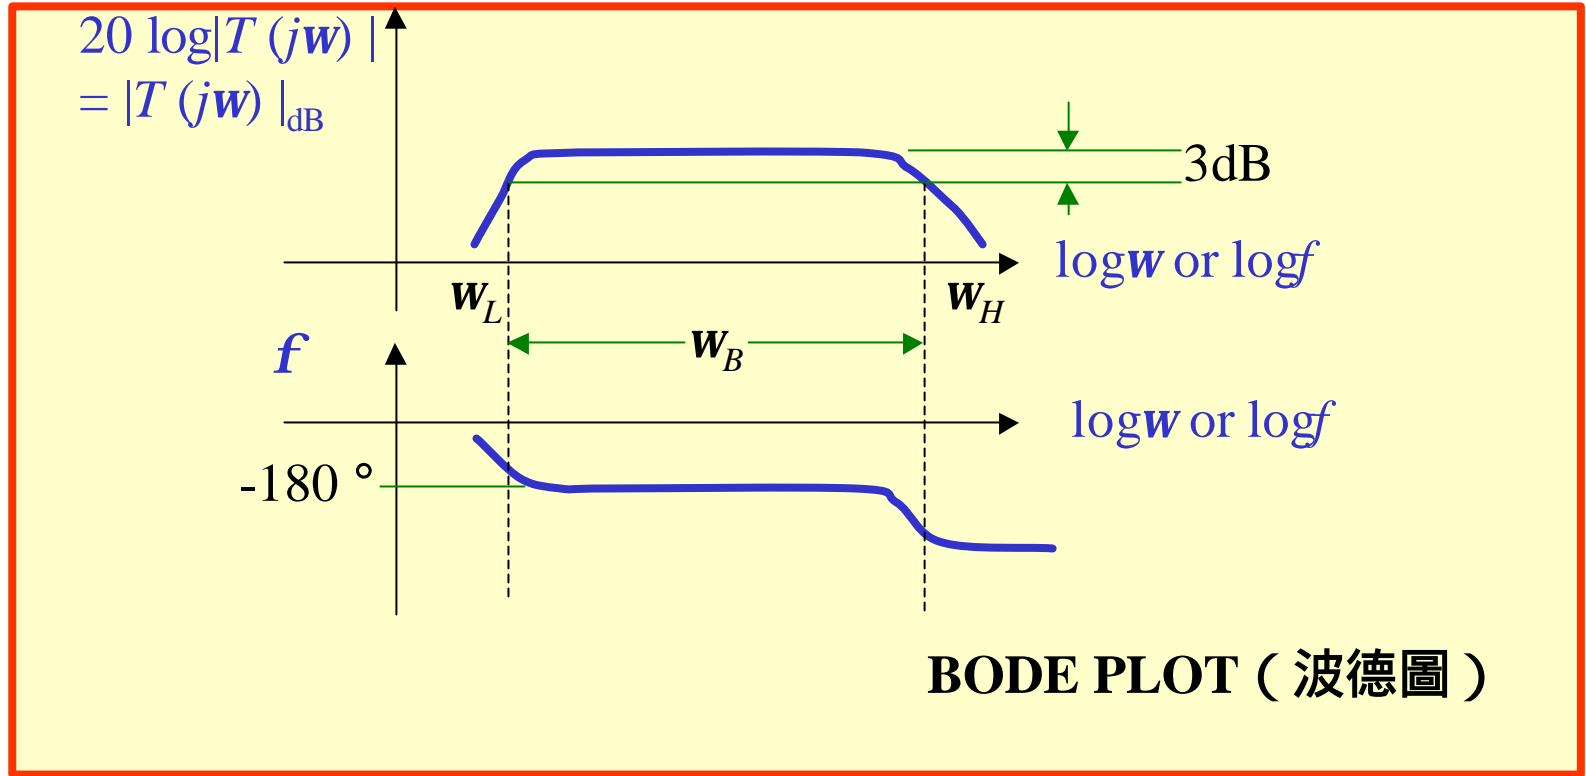 20 log|T (jw) |
= |T (jw) |dB
3dB
logw or logf
wL
wH
wB
f
logw or logf
-180 °
BODE PLOT（波德圖）